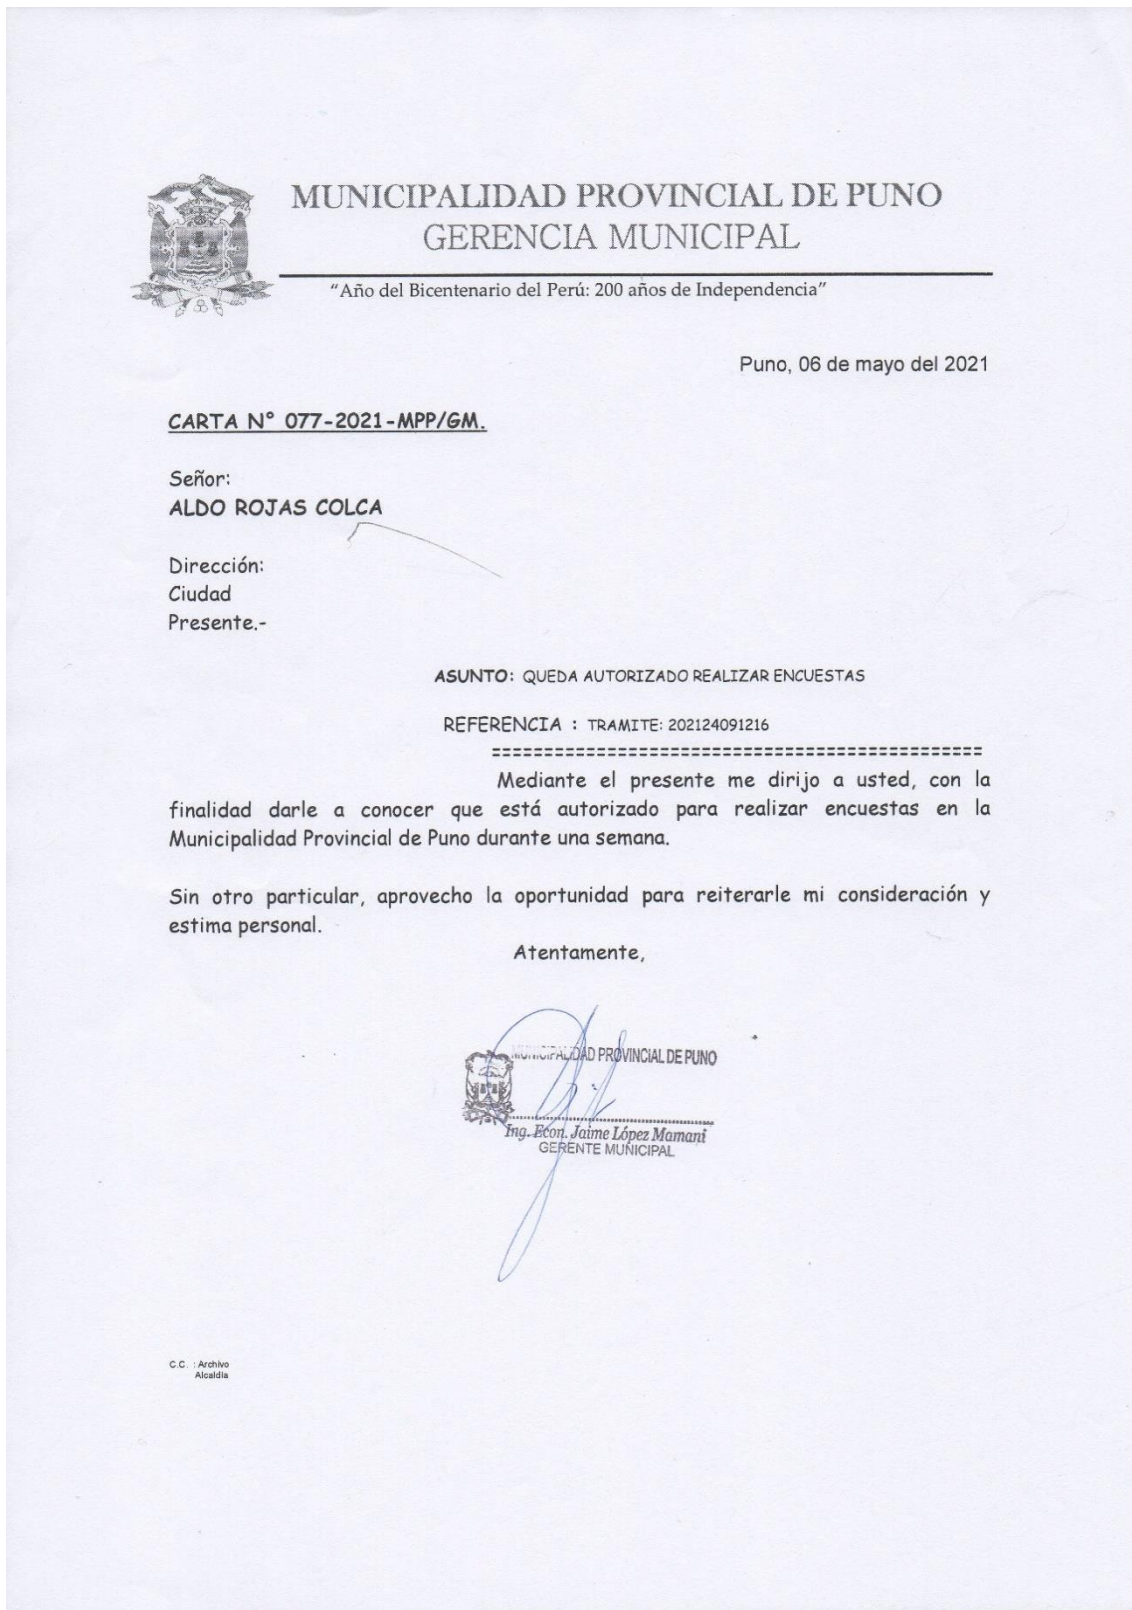 MUNICIPALIDAD PROVINCIAL DE PUNO
GERENCIA MUNICIPAL
“Año del Bicentenario del Perú: 200 años de Independencia”
Puno, 06 de mayo del 2021
CARTA N° 077-2021-MPP/GM.
Señor:
ALDO ROJAS COLCA
Dirección:
Ciudad
Presente.-
ASUNTO: QUEDA AUTORIZADO REALIZAR ENCUESTAS
REFERENCIA : TRAMITE: 202124091216
===============================================
Mediante el presente me dirijo a usted, con la
finalidad darle a conocer que está autorizado para realizar encuestas en la
Municipalidad Provincial de Puno durante una semana.
Sin otro particular, aprovecho la oportunidad para reiterarle mi consideración y
estima personal.
Atentamente,
MUNICIPALIDAD PROVINCIAL DE PUNO
Ing. Econ. Jaime López Mamani
GERENTE MUNICIPAL
C.C. : Archivo
Alcaldia